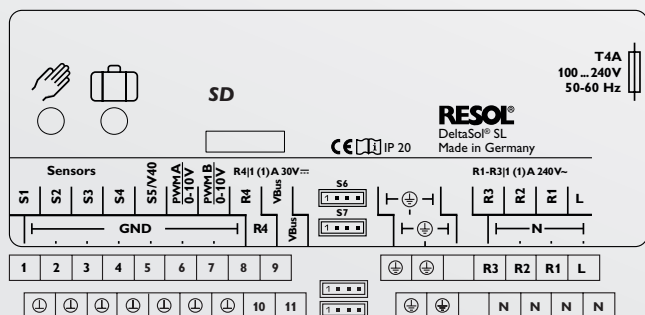 T4A
100 ... 240V
50-60 Hz
SD
RESOL®
DeltaSol® SL
Made in Germany
CE i IP 20
Sensors
R4|1 (1) A 30V
R1-R3|1 (1) A 240V~
S1 S2 S3 S4 S5/V40 PWM A 0-10V PWM B 0-10V R4 VBus S6 R3 R2 R1 L
S7
GND R4 VBus N
1 2 3 4 5 6 7 8 9 R3 R2 R1 L
10 11 N N N N